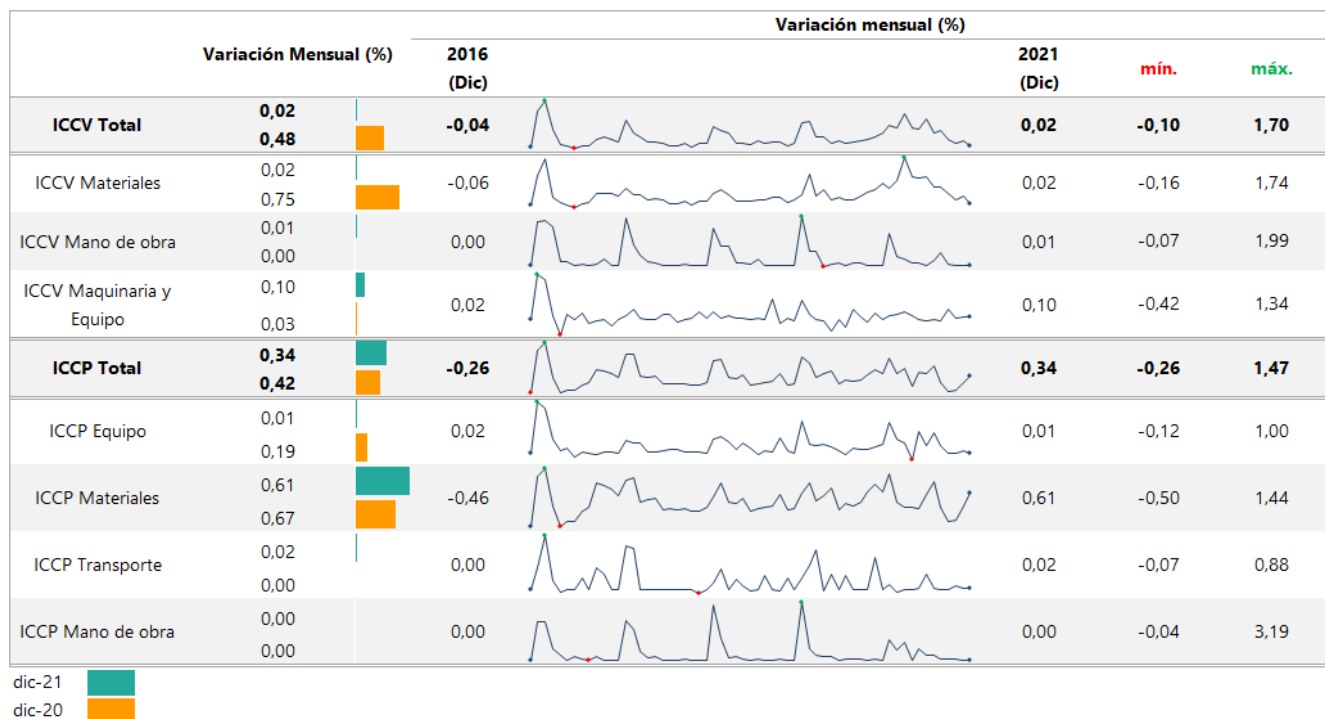 Variación mensual (%)
Variación Mensual (%) 2016 (Dic) 2021 (Dic) mín. máx.
ICCV Total 0,02 0,48 -0,04 0,02 -0,10 1,70
ICCV Materiales 0,02 0,75 -0,06 0,02 -0,16 1,74
ICCV Mano de obra 0,01 0,00 0,00 0,01 -0,07 1,99
ICCV Maquinaria y Equipo 0,10 0,03 0,02 0,10 -0,42 1,34
ICCP Total 0,34 0,42 -0,26 0,34 -0,26 1,47
ICCP Equipo 0,01 0,19 0,02 0,01 -0,12 1,00
ICCP Materiales 0,61 0,67 -0,46 0,61 -0,50 1,44
ICCP Transporte 0,02 0,00 0,00 0,02 -0,07 0,88
ICCP Mano de obra 0,00 0,00 0,00 0,00 -0,04 3,19
dic-21
dic-20